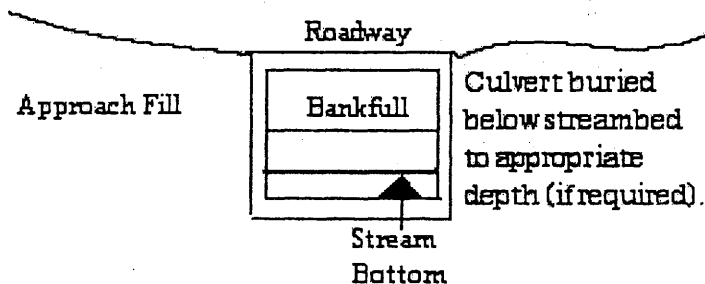 Roadway
Approach Fill
Bankfull
Culvert buried
below streambed
to appropriate
depth (if required).
Stream
Bottom